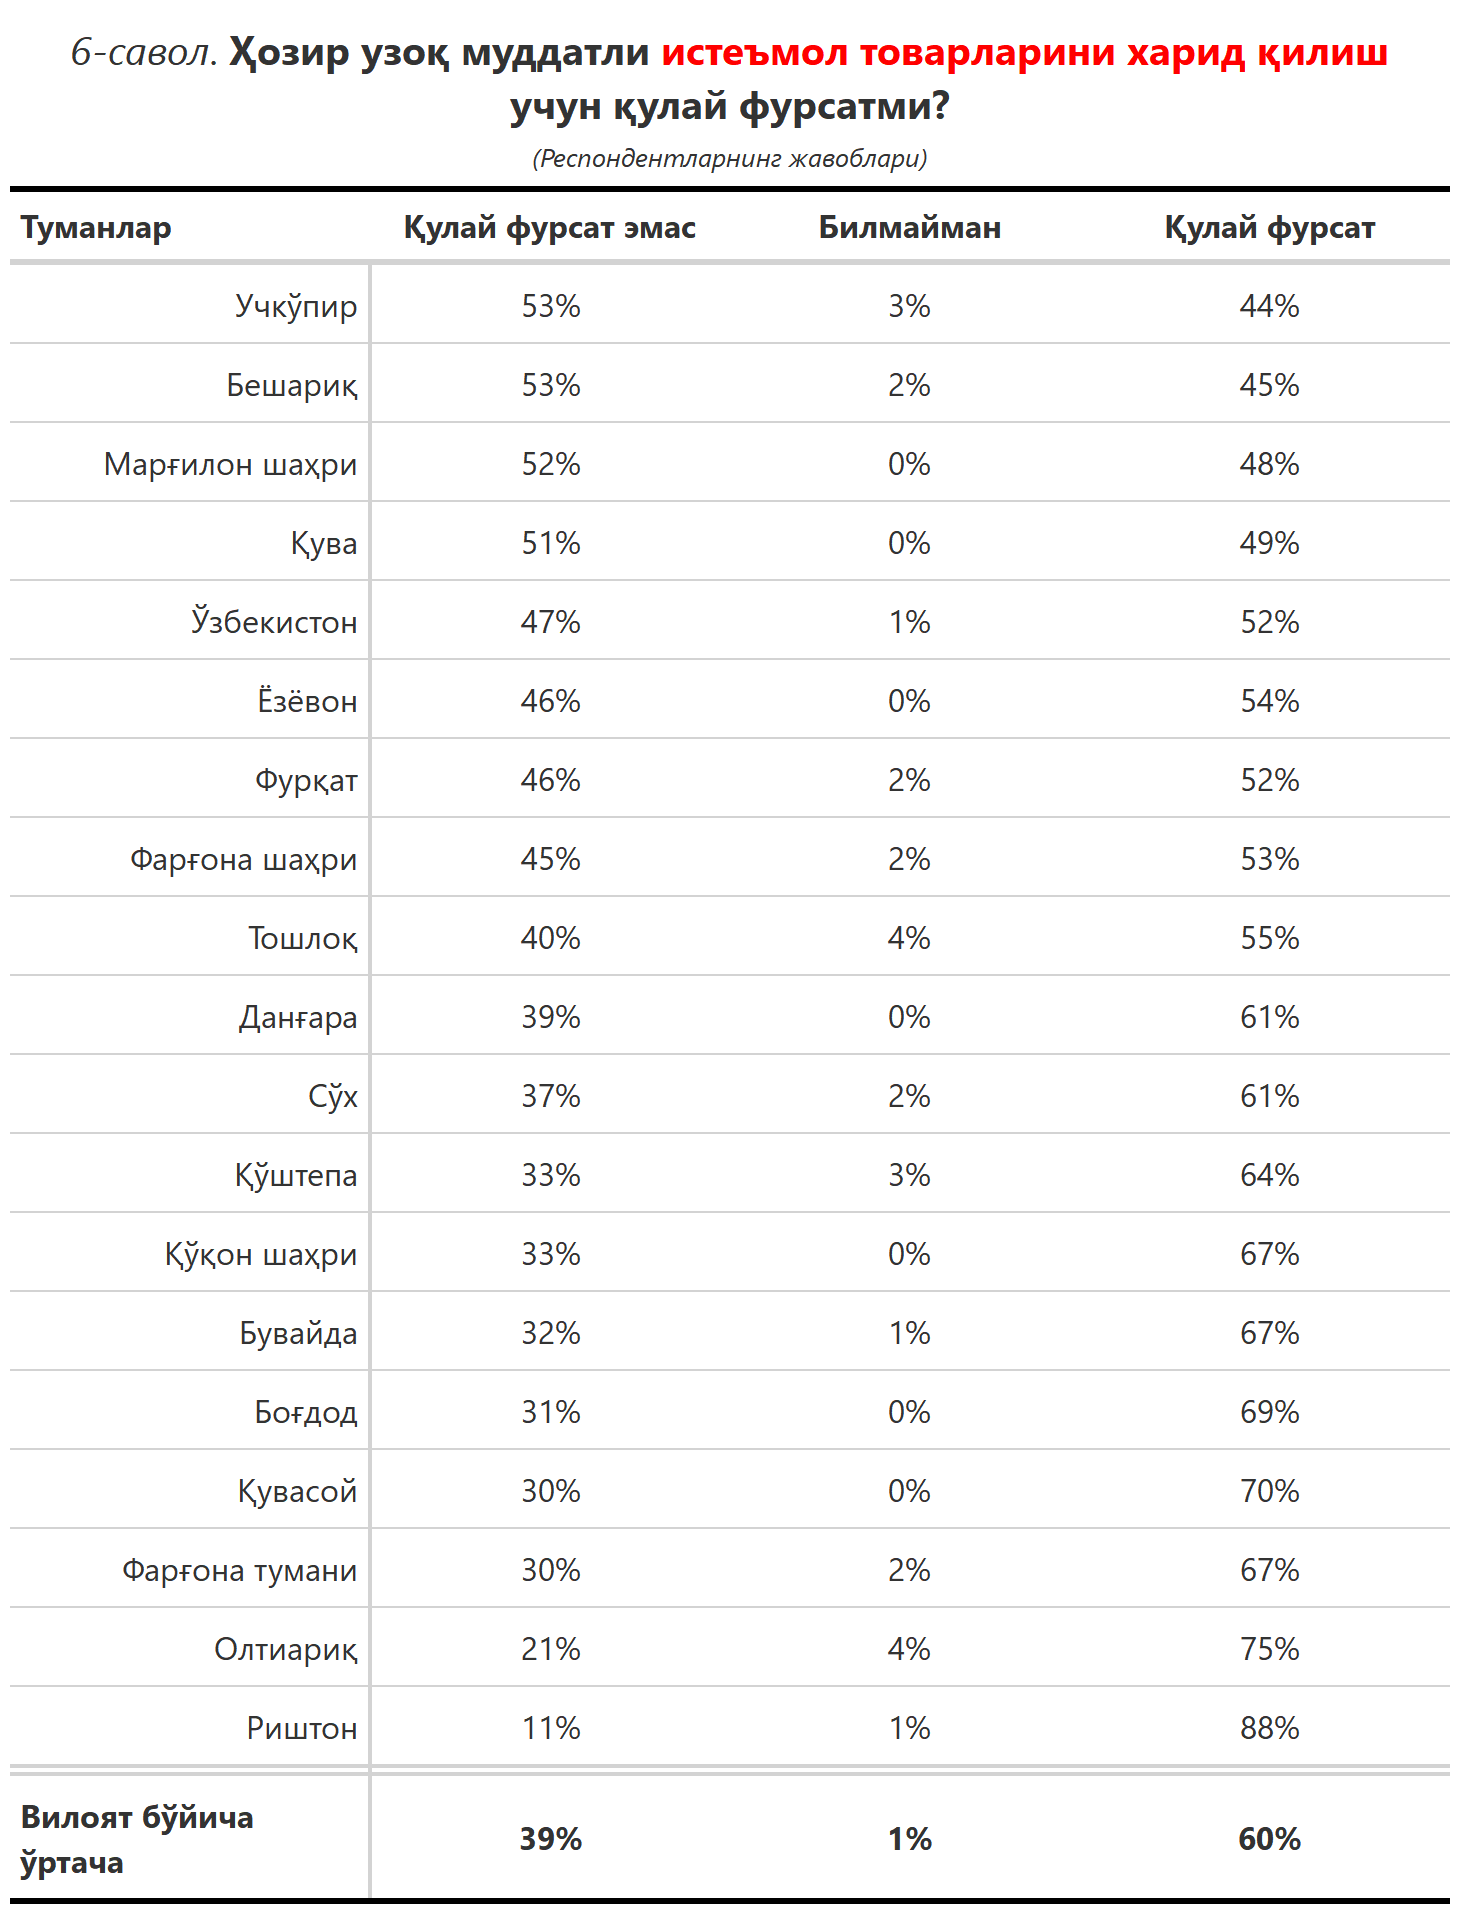 6-савол. Ҳозир узоқ муддатли истеъмол товарларини харид қилиш
учун қулай фурсатми?
(Респондентларнинг жавоблари)
Туманлар Қулай фурсат эмас Билмайман Қулай фурсат
Учкўпир 53% 3% 44%
Бешариқ 53% 2% 45%
Марғилон шаҳри 52% 0% 48%
Қува 51% 0% 49%
Ўзбекистон 47% 1% 52%
Ёзёвон 46% 0% 54%
Фурқат 46% 2% 52%
Фарғона шаҳри 45% 2% 53%
Тошлоқ 40% 4% 55%
Данғара 39% 0% 61%
Сўх 37% 2% 61%
Қўштепа 33% 3% 64%
Қўқон шаҳри 33% 0% 67%
Бувайда 32% 1% 67%
Боғдод 31% 0% 69%
Қувасой 30% 0% 70%
Фарғона тумани 30% 2% 67%
Олтиариқ 21% 4% 75%
Риштон 11% 1% 88%
Вилоят бўйича
ўртача 39% 1% 60%